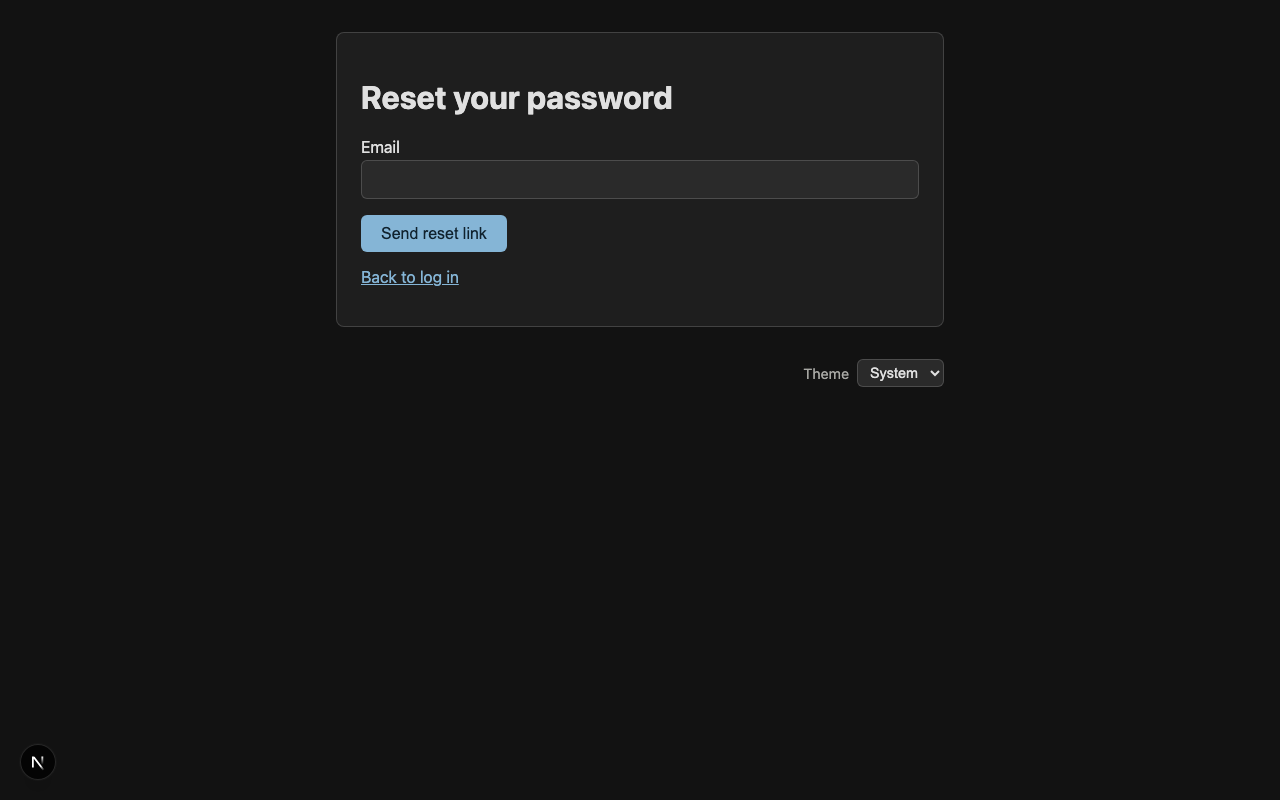 Reset your password
Email
Send reset link
Back to log in
Theme System
N